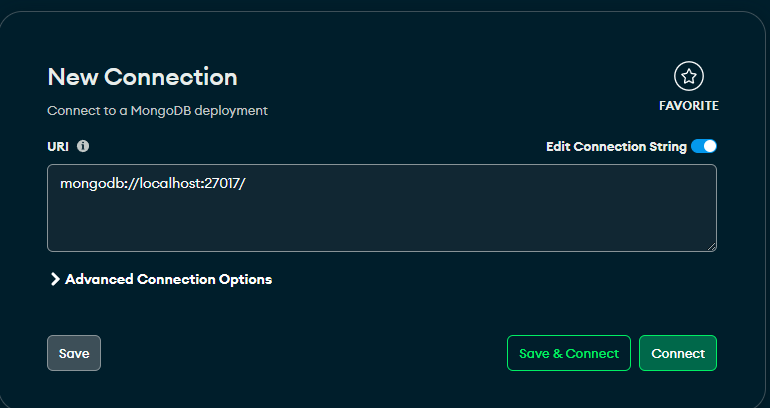 New Connection
FAVORITE
Connect to a MongoDB deployment
URI
Edit Connection String
mongodb://localhost:27017/
Advanced Connection Options
Save
Save & Connect
Connect